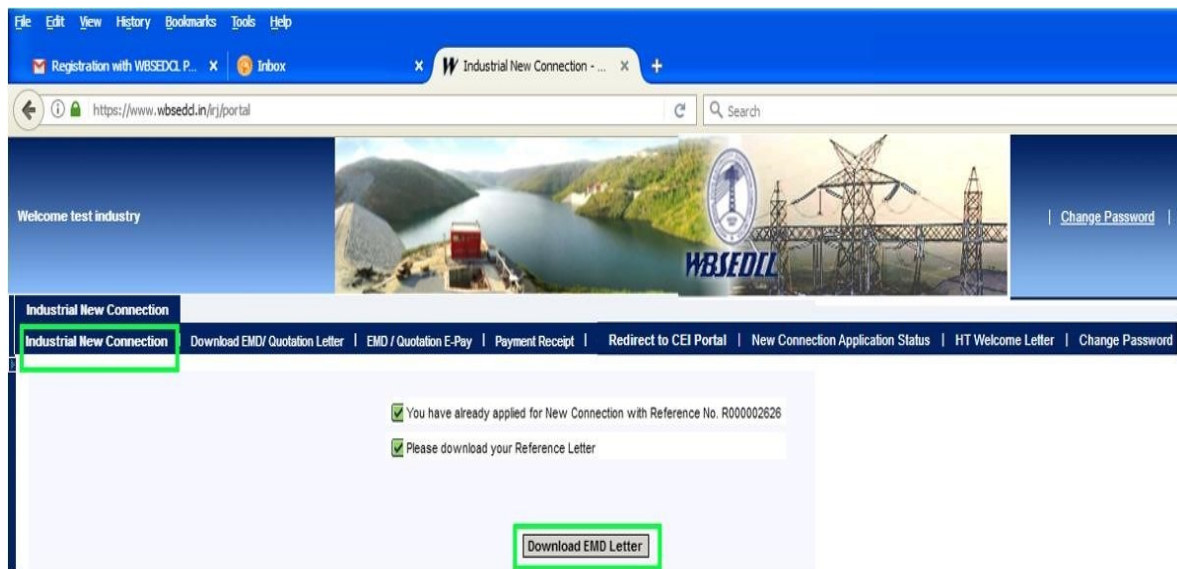 File Edit View History Bookmarks Tools Help
Registration with WBSEDCL P... Inbox Industrial New Connection - ...
https://www.wbsedcl.in/irj/portal Search
Welcome test industry
WBSEDCL
Change Password |
Industrial New Connection
Industrial New Connection | Download EMD/ Quotation Letter | EMD / Quotation E-Pay | Payment Receipt | Redirect to CEI Portal | New Connection Application Status | HT Welcome Letter | Change Password
You have already applied for New Connection with Reference No. R000002626
Please download your Reference Letter
Download EMD Letter